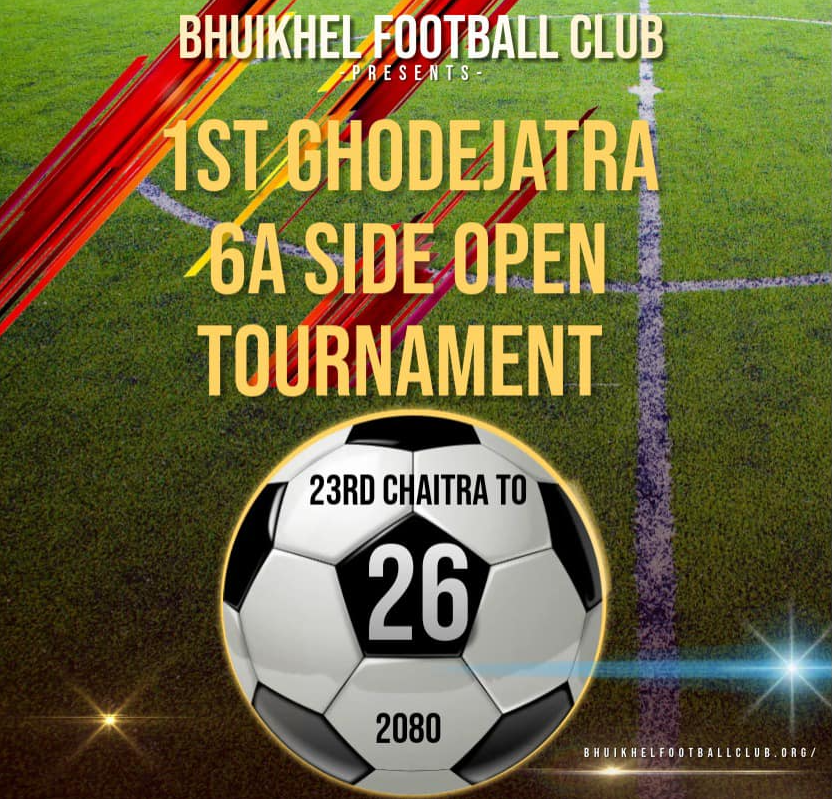 BHUIKHEL FOOTBALL CLUB
-PRESENTS-
1ST GHODEJATRA
6A SIDE OPEN
TOURNAMENT
23RD CHAITRA TO
26
2080
BHUIKHELFOOTBALLCLUB.ORG/